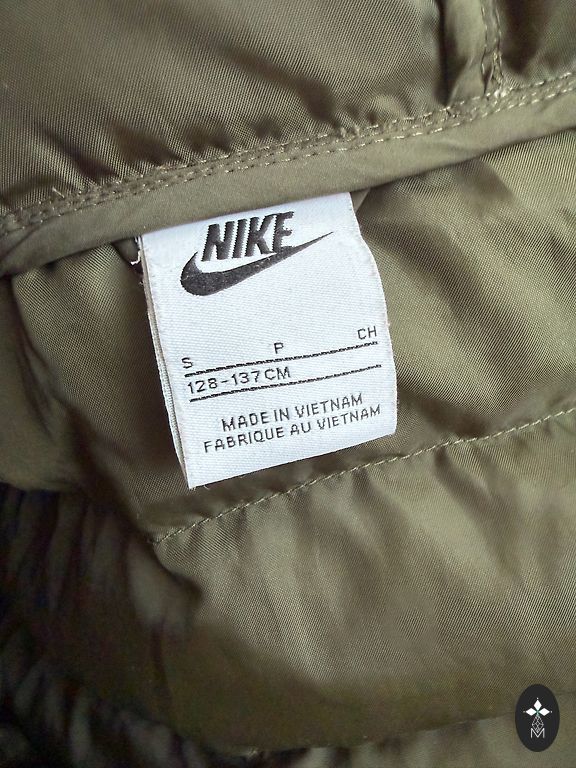 NIKE
S P CH
128-137CM
MADE IN VIETNAM
FABRIQUE AU VIETNAM
M